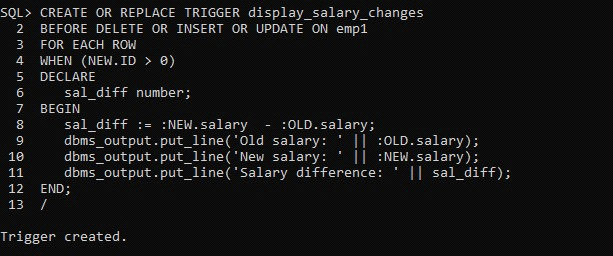 SQL> CREATE OR REPLACE TRIGGER display_salary_changes
  2  BEFORE DELETE OR INSERT OR UPDATE ON emp1
  3  FOR EACH ROW
  4  WHEN (NEW.ID > 0)
  5  DECLARE
  6     sal_diff number;
  7  BEGIN
  8     sal_diff := :NEW.salary  - :OLD.salary;
  9     dbms_output.put_line('Old salary: ' || :OLD.salary);
 10     dbms_output.put_line('New salary: ' || :NEW.salary);
 11     dbms_output.put_line('Salary difference: ' || sal_diff);
 12  END;
 13  /
Trigger created.